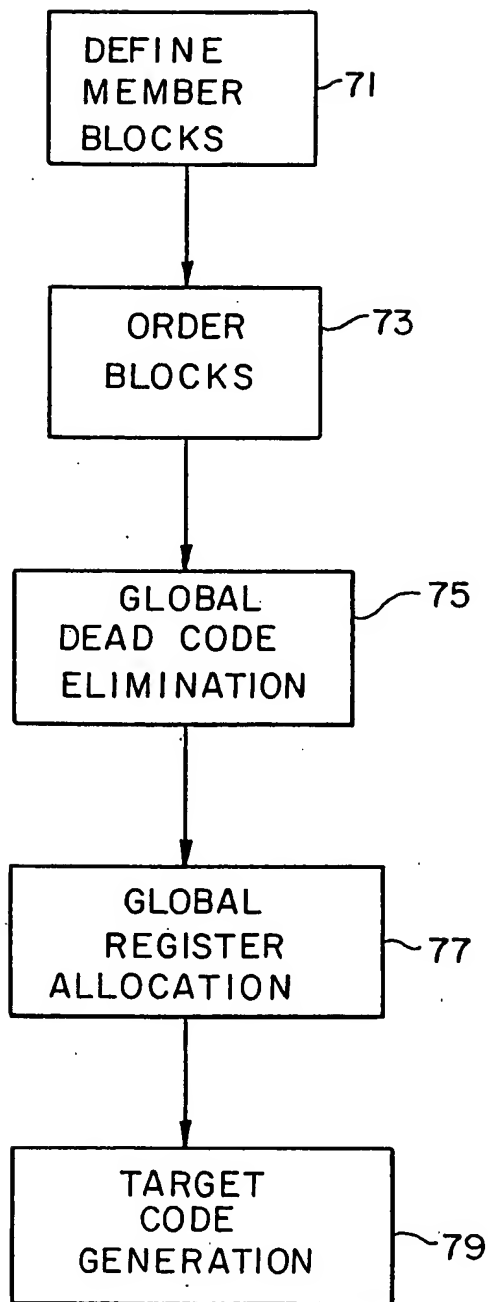 DEFINE
MEMBER
BLOCKS
71
ORDER
BLOCKS
73
GLOBAL
DEAD CODE
ELIMINATION
75
GLOBAL
REGISTER
ALLOCATION
77
TARGET
CODE
GENERATION
79